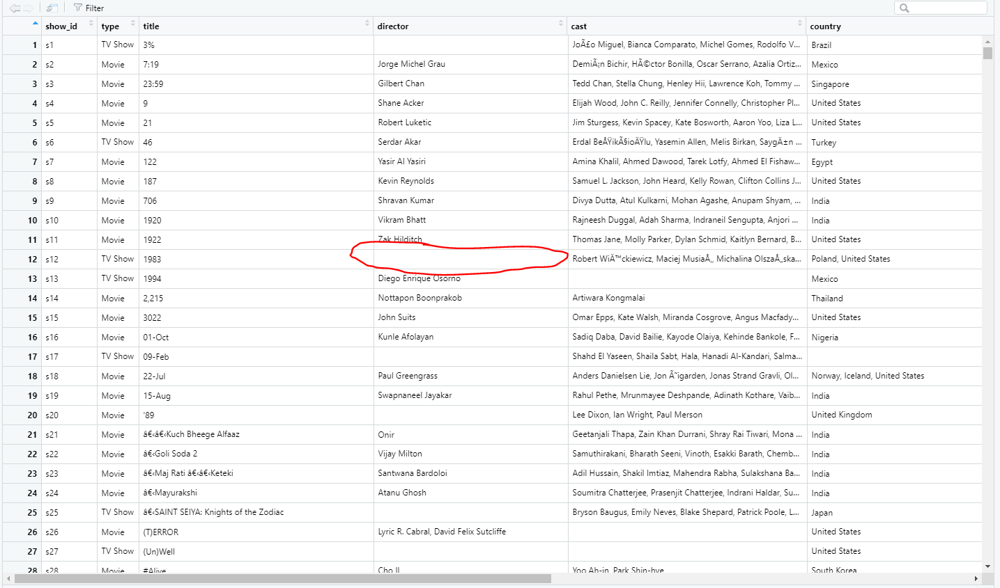 Filter
show_id type title director cast country
1 s1 TV Show 3% JoÃ£o Miguel, Bianca Comparato, Michel Gomes, Rodolfo V... Brazil
2 s2 Movie 7:19 Jorge Michel Grau DemiÃ¡n Bichir, HÃ©ctor Bonilla, Oscar Serrano, Azalia Ortiz... Mexico
3 s3 Movie 23:59 Gilbert Chan Tedd Chan, Stella Chung, Henley Hii, Lawrence Koh, Tommy ... Singapore
4 s4 Movie 9 Shane Acker Elijah Wood, John C. Reilly, Jennifer Connelly, Christopher Pl... United States
5 s5 Movie 21 Robert Luketic Jim Sturgess, Kevin Spacey, Kate Bosworth, Aaron Yoo, Liza L... United States
6 s6 TV Show 46 Serdar Akar Erdal BeÅŸikÃ§ioÄŸlu, Yasemin Allen, Melis Birkan, SaygÄ±n ... Turkey
7 s7 Movie 122 Yasir Al Yasiri Amina Khalil, Ahmed Dawood, Tarek Lotfy, Ahmed El Fishaw... Egypt
8 s8 Movie 187 Kevin Reynolds Samuel L. Jackson, John Heard, Kelly Rowan, Clifton Collins J... United States
9 s9 Movie 706 Shravan Kumar Divya Dutta, Atul Kulkarni, Mohan Agashe, Anupam Shyam, ... India
10 s10 Movie 1920 Vikram Bhatt Rajneesh Duggal, Adah Sharma, Indraneil Sengupta, Anjori ... India
11 s11 Movie 1922 Zak Hilditch Thomas Jane, Molly Parker, Dylan Schmid, Kaitlyn Bernard, B... United States
12 s12 TV Show 1983 Robert WiÄ™ckiewicz, Maciej MusiaÅ‚, Michalina OlszaÅ„ska... Poland, United States
13 s13 TV Show 1994 Diego Enrique Osorno Mexico
14 s14 Movie 2,215 Nottapon Boonprakob Artiwara Kongmalai Thailand
15 s15 Movie 3022 John Suits Omar Epps, Kate Walsh, Miranda Cosgrove, Angus Macfady... United States
16 s16 Movie 01-Oct Kunle Afolayan Sadiq Daba, David Bailie, Kayode Olaiya, Kehinde Bankole, F... Nigeria
17 s17 TV Show 09-Feb Shahd El Yaseen, Shaila Sabt, Hala, Hanadi Al-Kandari, Salma...
18 s18 Movie 22-Jul Paul Greengrass Anders Danielsen Lie, Jon Ã˜igarden, Jonas Strand Gravli, Ol... Norway, Iceland, United States
19 s19 Movie 15-Aug Swapnaneel Jayakar Rahul Pethe, Mrunmayee Deshpande, Adinath Kothare, Vaib... India
20 s20 Movie '89 Lee Dixon, Ian Wright, Paul Merson United Kingdom
21 s21 Movie â€‹â€‹Kuch Bheege Alfaaz Onir Geetanjali Thapa, Zain Khan Durrani, Shray Rai Tiwari, Mona ... India
22 s22 Movie â€‹Goli Soda 2 Vijay Milton Samuthirakani, Bharath Seeni, Vinoth, Esakki Barath, Chemb... India
23 s23 Movie â€‹Maj Rati â€‹â€‹Keteki Santwana Bardoloi Adil Hussain, Shakil Imtiaz, Mahendra Rabha, Sulakshana Ba... India
24 s24 Movie â€‹Mayurakshi Atanu Ghosh Soumitra Chatterjee, Prasenjit Chatterjee, Indrani Haldar, Su... India
25 s25 TV Show â€‹SAINT SEIYA: Knights of the Zodiac Bryson Baugus, Emily Neves, Blake Shepard, Patrick Poole, L... Japan
26 s26 Movie (T)ERROR Lyric R. Cabral, David Felix Sutcliffe United States
27 s27 TV Show (Un)Well United States
28 s28 Movie #Alive Cho Il Yoo Ah-in, Park Shin-hye South Korea